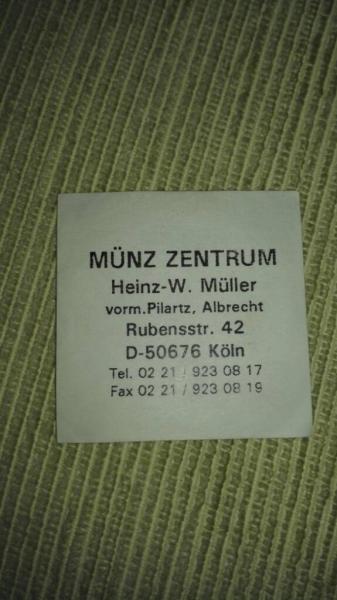 MÜNZ ZENTRUM
Heinz-W. Müller
vorm.Pilartz, Albrecht
Rubensstr. 42
D-50676 Köln
Tel. 02 21 / 923 08 17
Fax 02 21 / 923 08 19